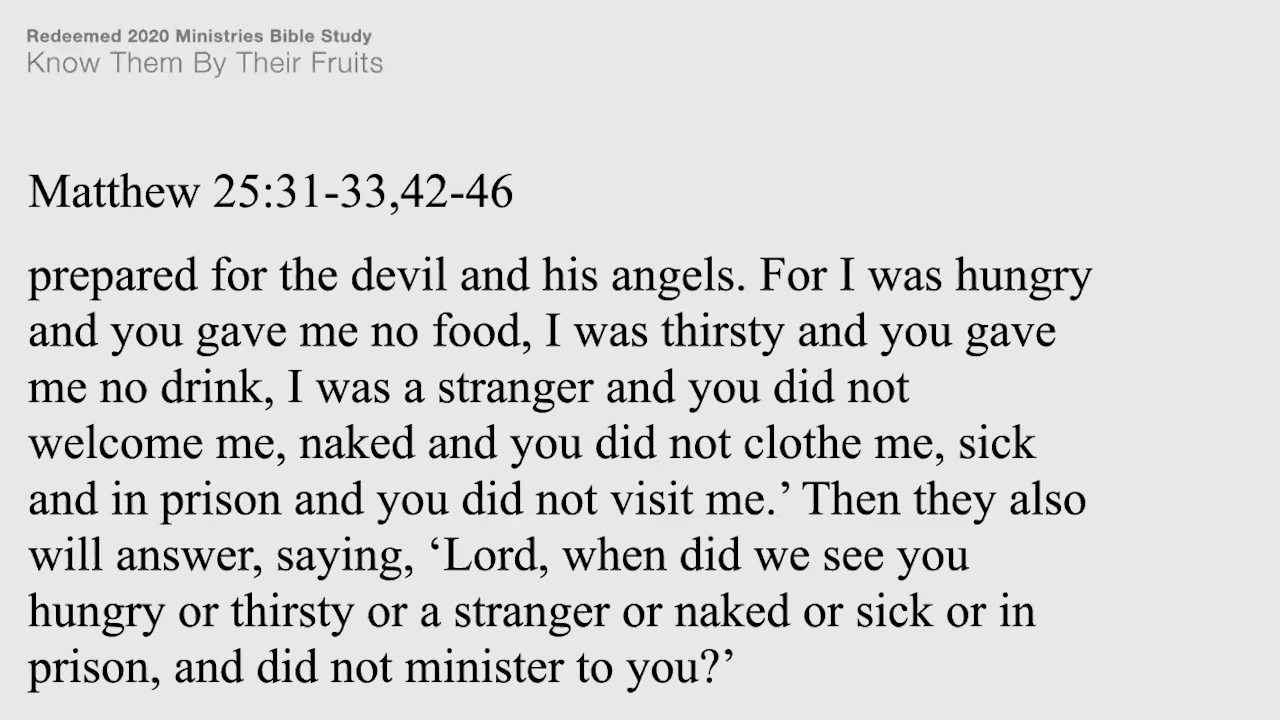 Redeemed 2020 Ministries Bible Study
Know Them By Their Fruits
Matthew 25:31-33,42-46
prepared for the devil and his angels. For I was hungry
and you gave me no food, I was thirsty and you gave
me no drink, I was a stranger and you did not
welcome me, naked and you did not clothe me, sick
and in prison and you did not visit me.’ Then they also
will answer, saying, ‘Lord, when did we see you
hungry or thirsty or a stranger or naked or sick or in
prison, and did not minister to you?’